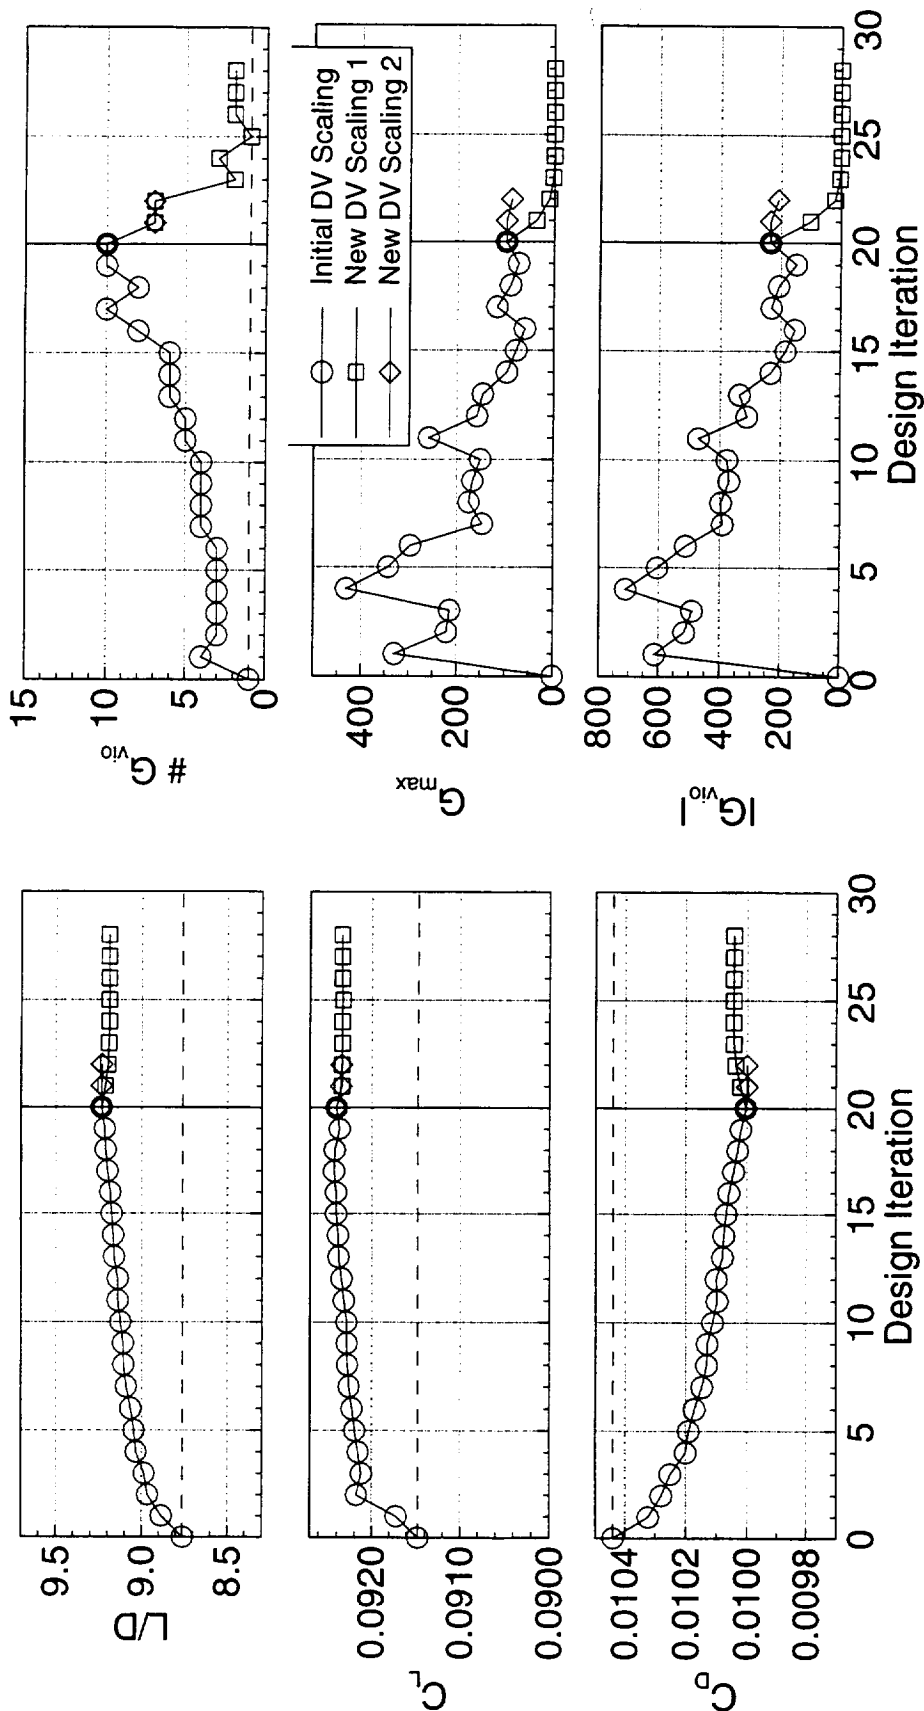 L/D
9.0
9.0
8.5
C_L
0.0920
0.0910
0.0900
C_D
0.0104
0.0102
0.0100
0.0098
0 5 10 15 20 25 30
Design Iteration
# G_vio
15
10
5
0
G_max
400
200
0
Initial DV Scaling
New DV Scaling 1
New DV Scaling 2
|G_vio|
800
600
400
200
0
0 5 10 15 20 25 30
Design Iteration